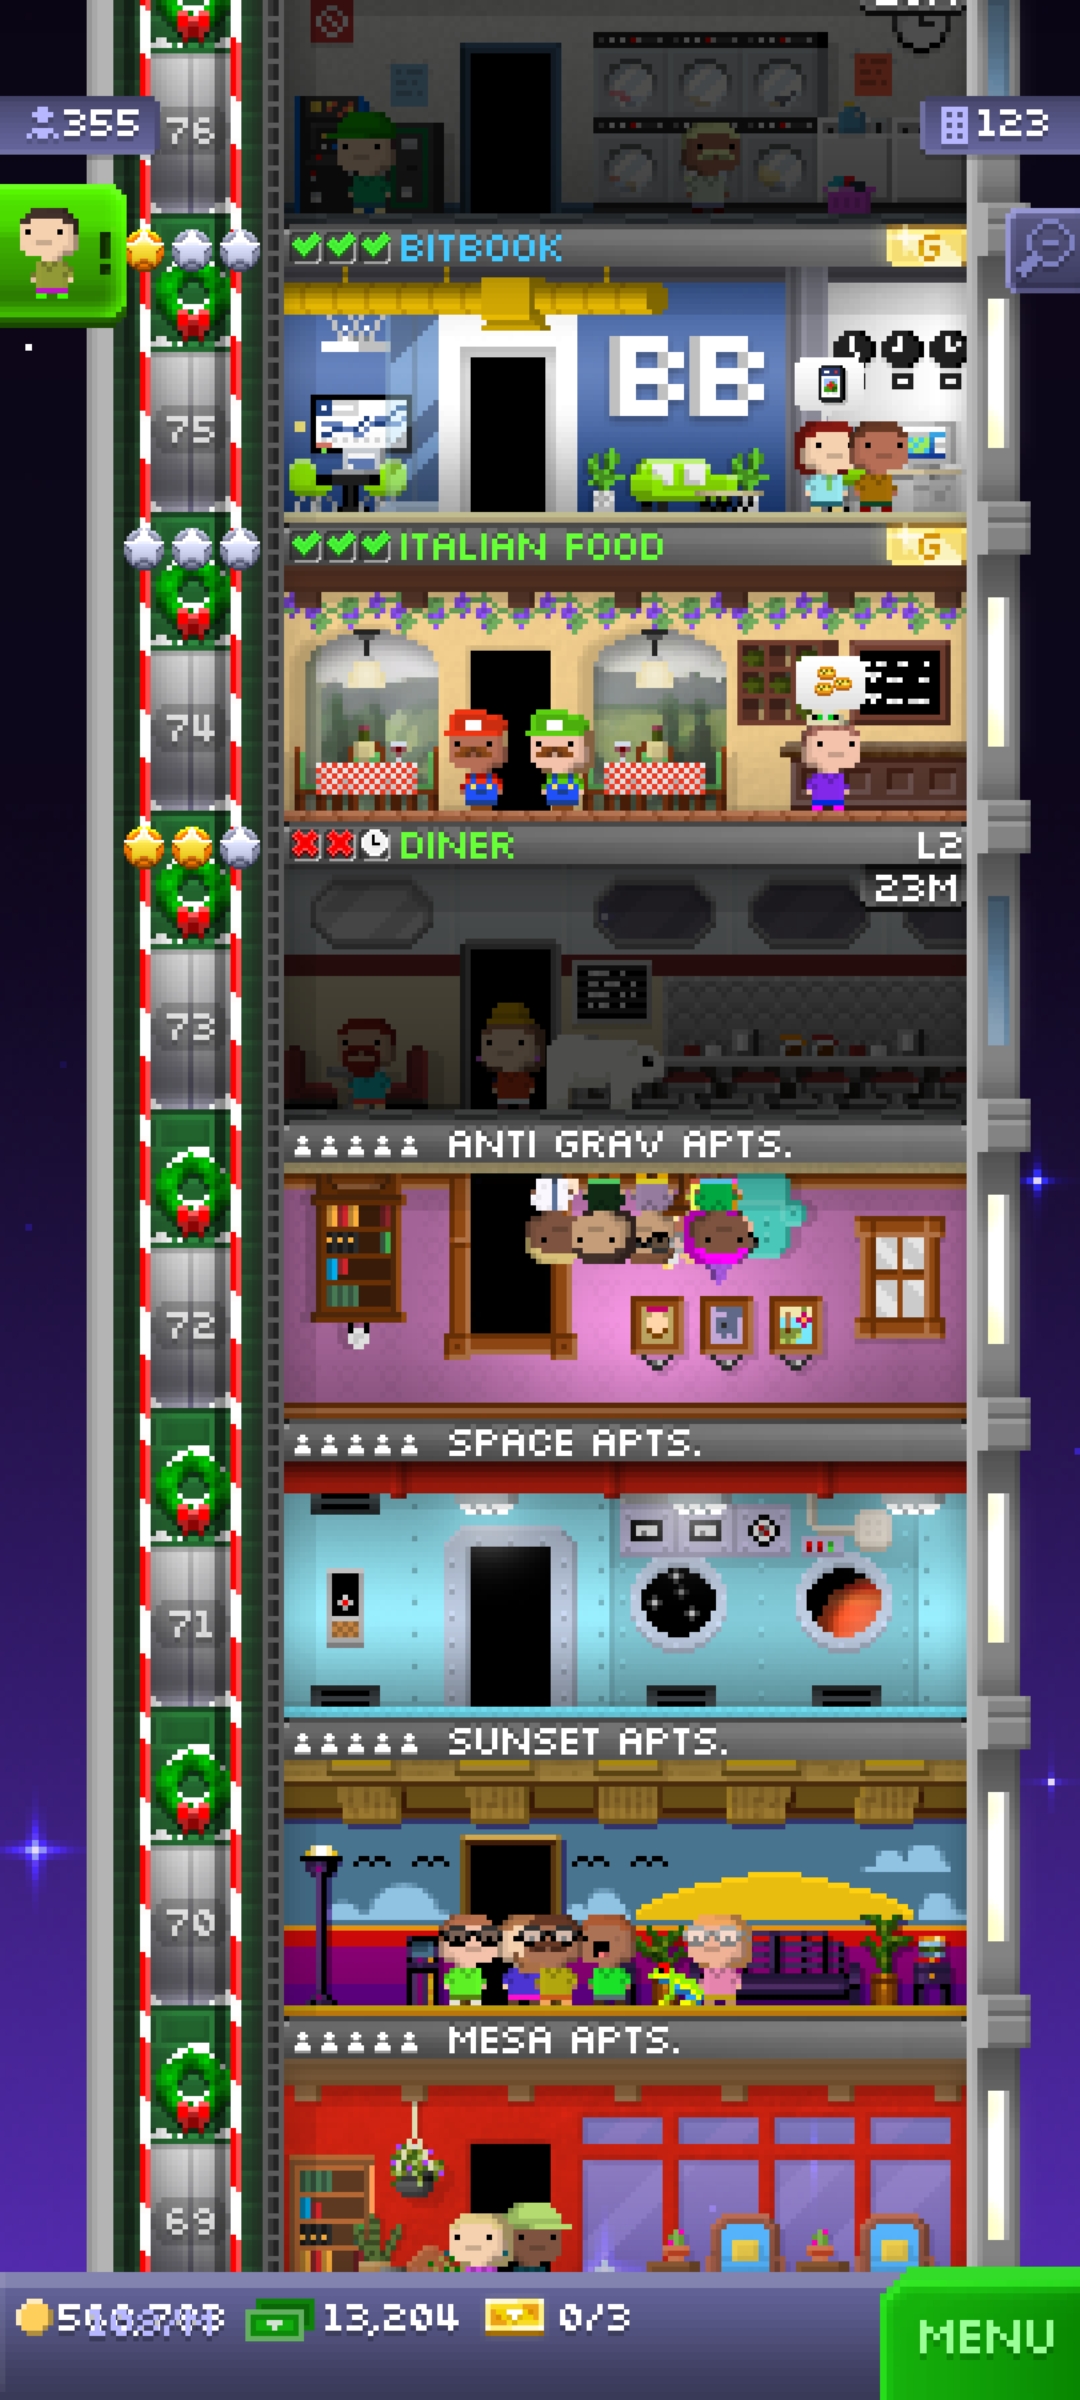 76
355
123
BITBOOK
G
BB
75
ITALIAN FOOD
G
74
DINER
L2
23M
73
ANTI GRAV APTS.
72
SPACE APTS.
71
SUNSET APTS.
70
MESA APTS.
69
13,204
0/3
MENU